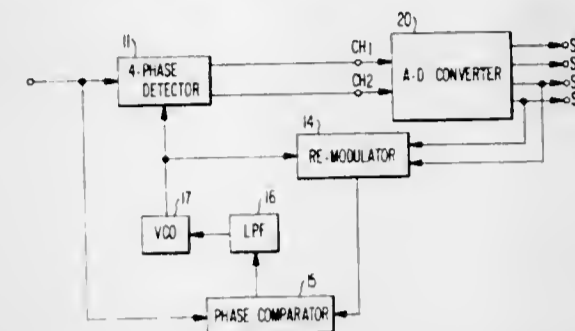 20
11
4-PHASE
DETECTOR
CH1
CH2
A-D CONVERTER
S
S
S
S
14
RE-MODULATOR
17
VCO
16
LPF
15
PHASE COMPARATOR